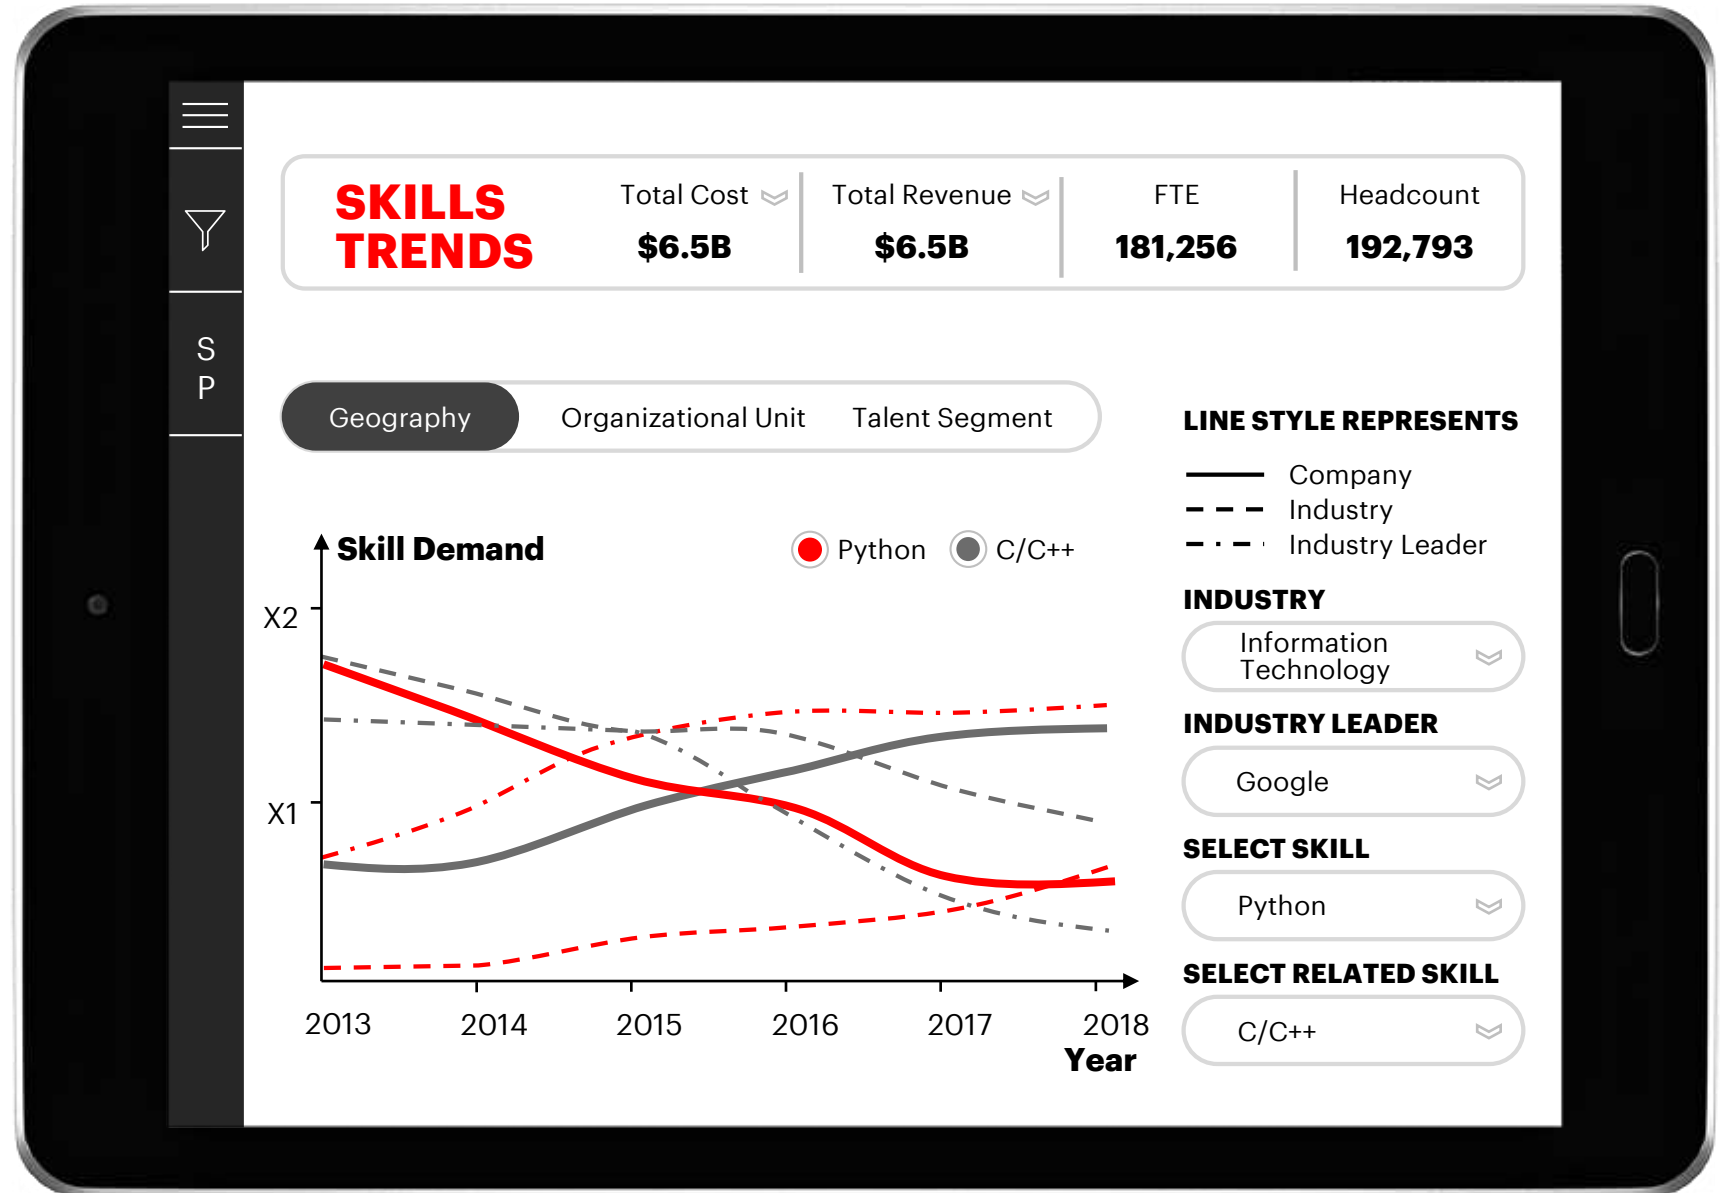 SKILLS
TRENDS
Total Cost
$6.5B
Total Revenue
$6.5B
FTE
181,256
Headcount
192,793
S
P
Geography
Organizational Unit
Talent Segment
LINE STYLE REPRESENTS
Company
Industry
Industry Leader
Skill Demand
Python
C/C++
X2
X1
2013
2014
2015
2016
2017
2018
Year
INDUSTRY
Information
Technology
INDUSTRY LEADER
Google
SELECT SKILL
Python
SELECT RELATED SKILL
C/C++